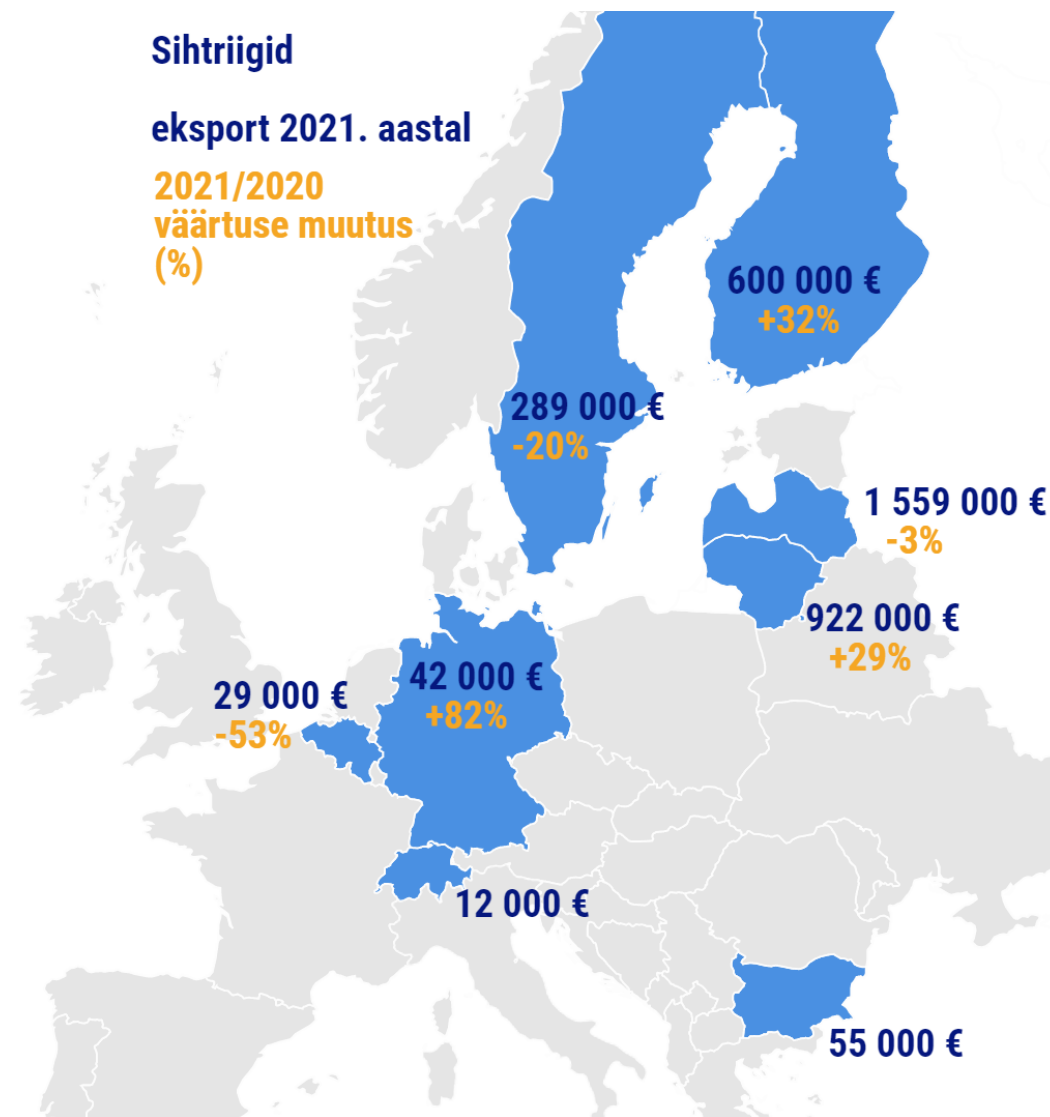 Sihtriigid
eksport 2021. aastal
2021/2020
väärtuse muutus
(%)
600 000 €
+32%
289 000 €
-20%
1 559 000 €
-3%
922 000 €
+29%
42 000 €
+82%
29 000 €
-53%
12 000 €
55 000 €